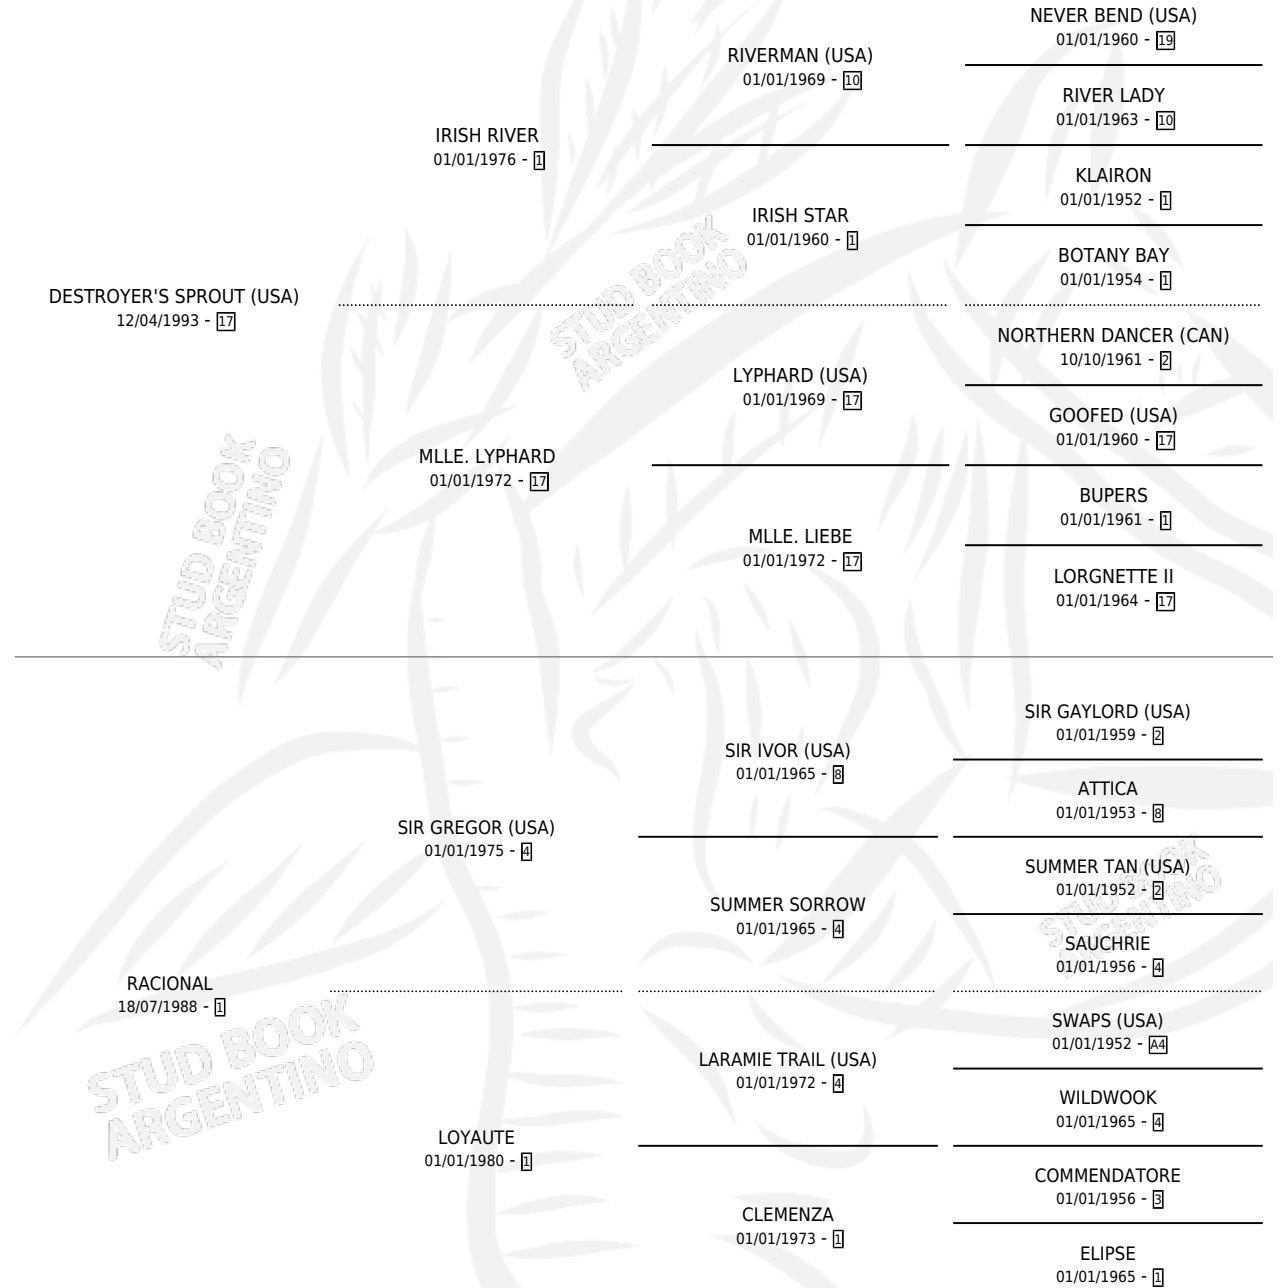 NEVER BEND (USA)
01/01/1960 - 19
RIVERMAN (USA)
01/01/1969 - 10
RIVER LADY
01/01/1963 - 10
IRISH RIVER
01/01/1976 - 1
KLAIRON
01/01/1952 - 1
IRISH STAR
01/01/1960 - 1
BOTANY BAY
01/01/1954 - 1
DESTROYER'S SPROUT (USA)
12/04/1993 - 17
NORTHERN DANCER (CAN)
10/10/1961 - 2
LYPHARD (USA)
01/01/1969 - 17
GOOFED (USA)
01/01/1960 - 17
MLLE. LYPHARD
01/01/1972 - 17
BUPERS
01/01/1961 - 1
MLLE. LIEBE
01/01/1972 - 17
LORGNETTE II
01/01/1964 - 17
STUD BOOK
ARGENTINO
STUD BOOK
ARGENTINO
SIR GAYLORD (USA)
01/01/1959 - 2
SIR IVOR (USA)
01/01/1965 - 8
ATTICA
01/01/1953 - 8
SIR GREGOR (USA)
01/01/1975 - 4
SUMMER TAN (USA)
01/01/1952 - 2
SUMMER SORROW
01/01/1965 - 4
SAUCHRIE
01/01/1956 - 4
STUD BOOK
ARGENTINO
RACIONAL
18/07/1988 - 1
SWAPS (USA)
01/01/1952 - A4
LARAMIE TRAIL (USA)
01/01/1972 - 4
WILDWOOK
01/01/1965 - 4
LOYAUTE
01/01/1980 - 1
COMMENDATORE
01/01/1956 - 3
CLEMENZA
01/01/1973 - 1
ELIPSE
01/01/1965 - 1
STUD BOOK
ARGENTINO